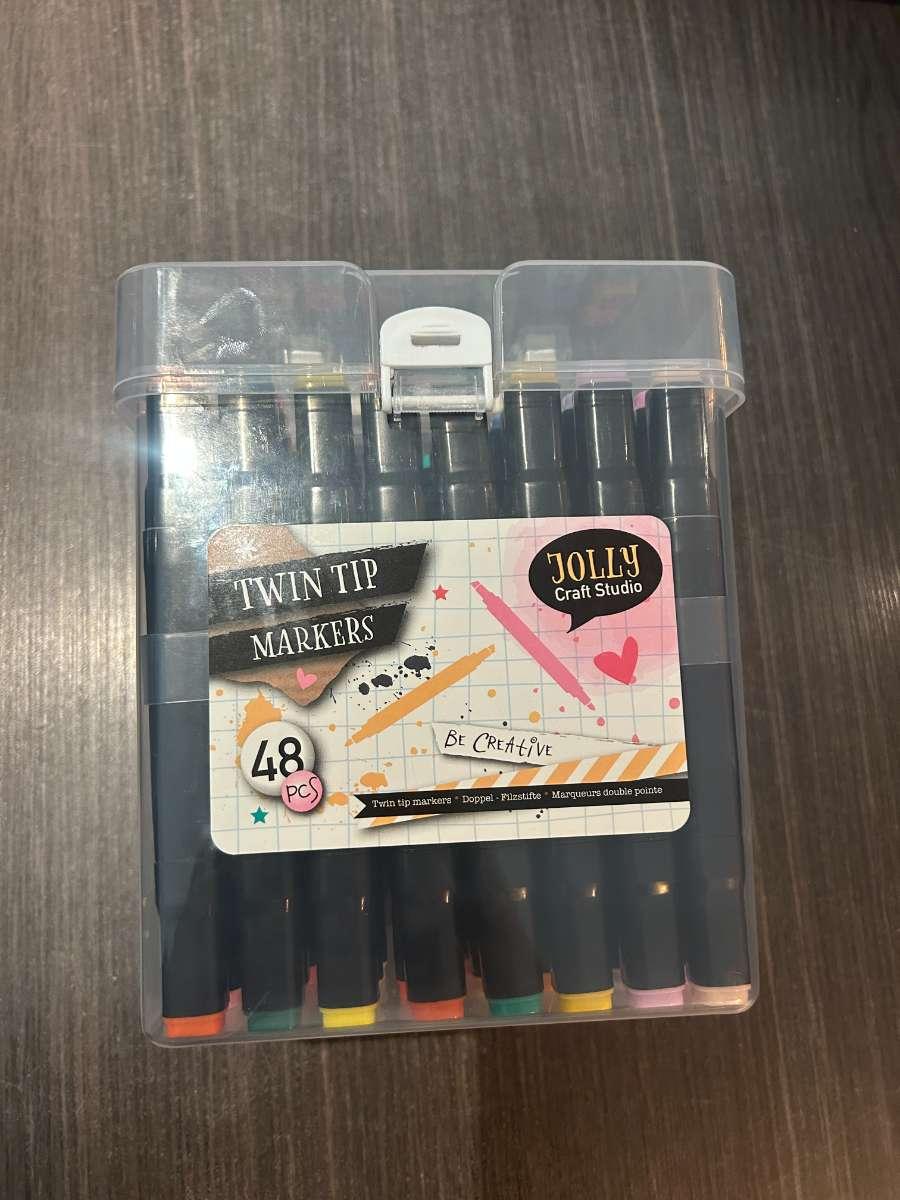 TWIN TIP
MARKERS
JOLLY
Craft Studio
BE CREATiVE
48
PCS
Twin tip markers * Doppel - Filzstifte * Marqueurs double pointe